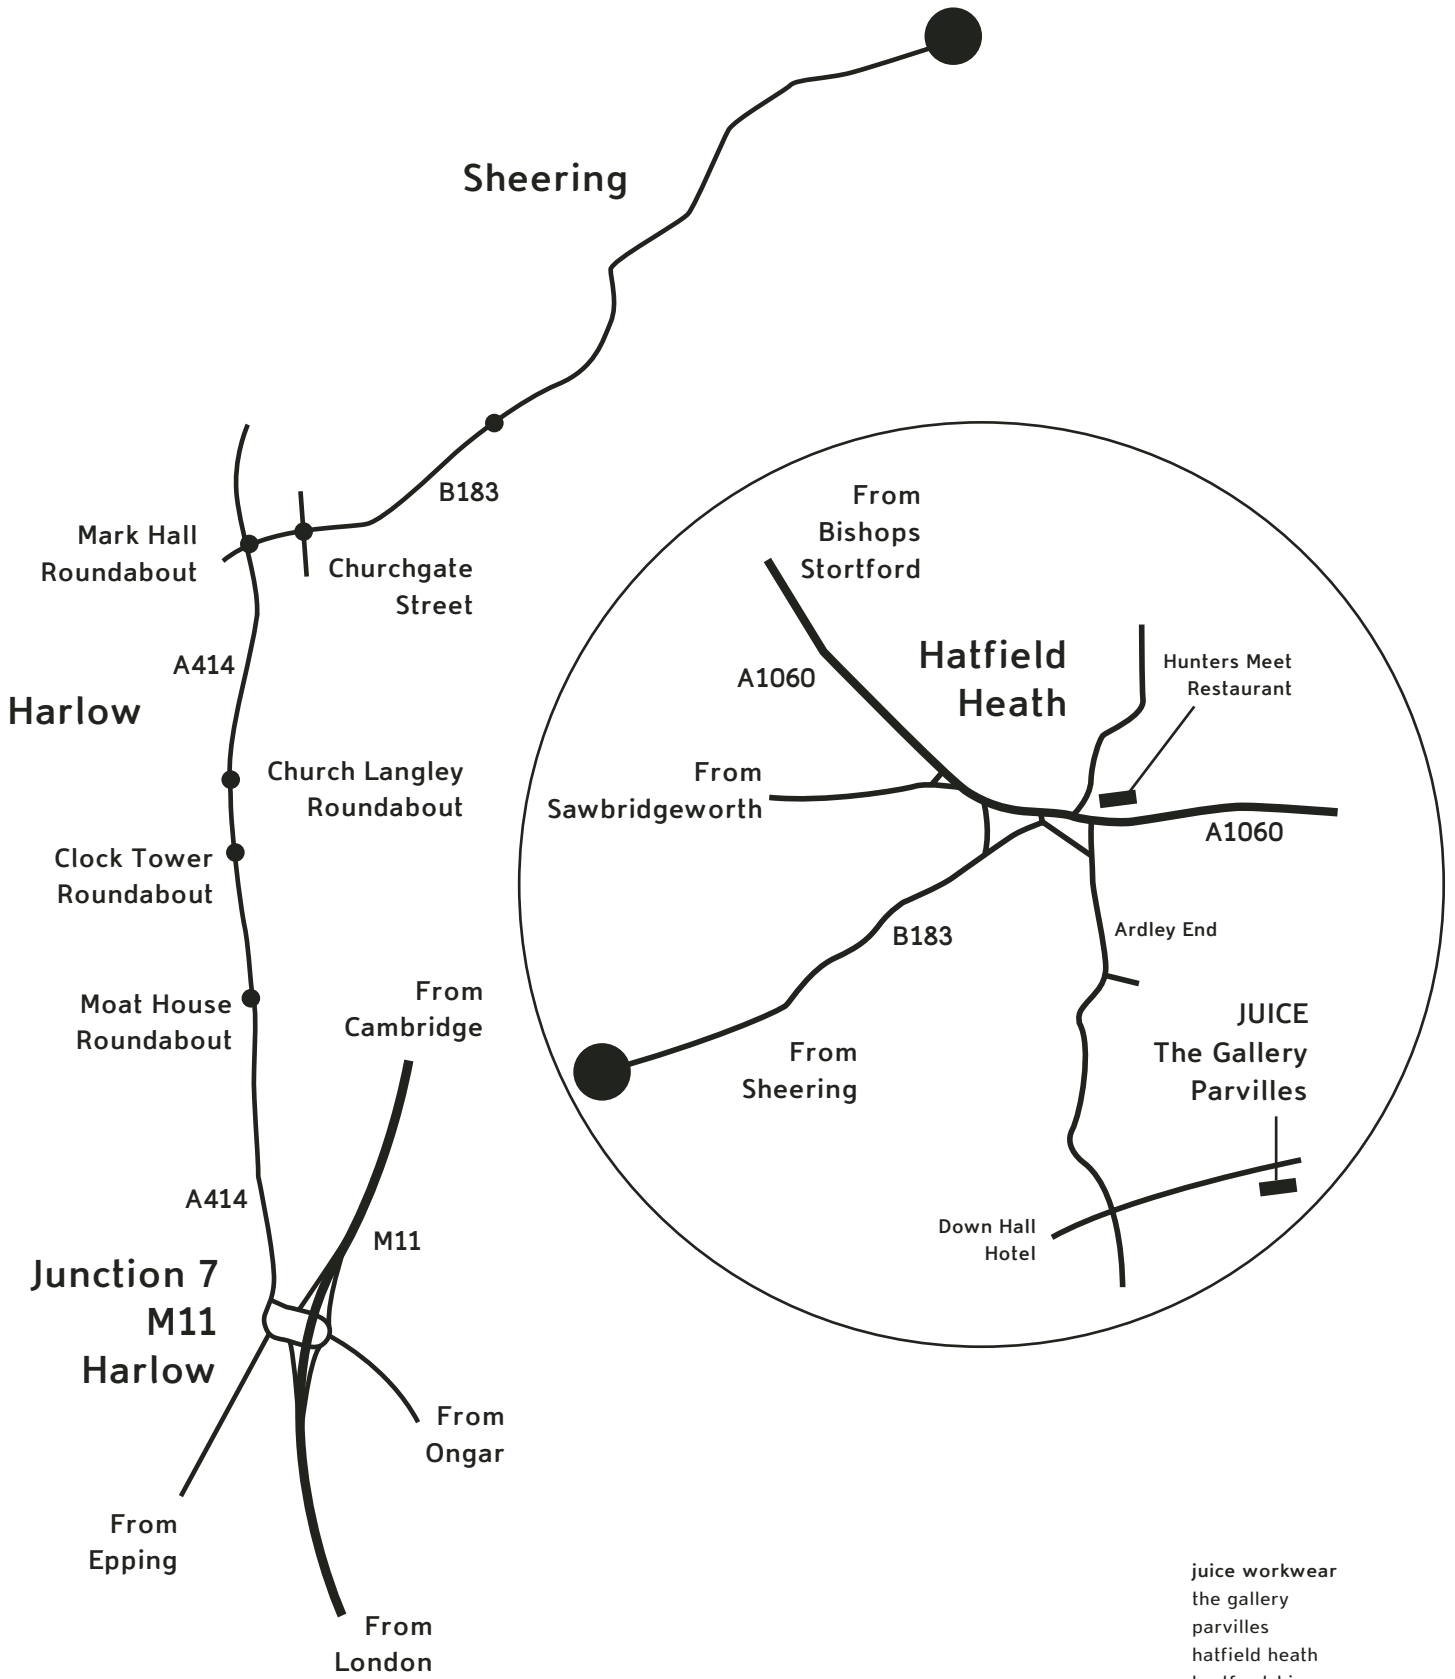 Sheering
B183
Mark Hall
Roundabout
Churchgate
Street
A414
Harlow
Church Langley
Roundabout
Clock Tower
Roundabout
Moat House
Roundabout
From
Cambridge
A414
M11
Junction 7
M11
Harlow
From
Ongar
From
Epping
From
London
From
Bishops
Stortford
A1060
Hatfield
Heath
Hunters Meet
Restaurant
From
Sawbridgeworth
A1060
B183
Ardley End
From
Sheering
JUICE
The Gallery
Parvilles
Down Hall
Hotel
juice workwear
the gallery
parvilles
hatfield heath